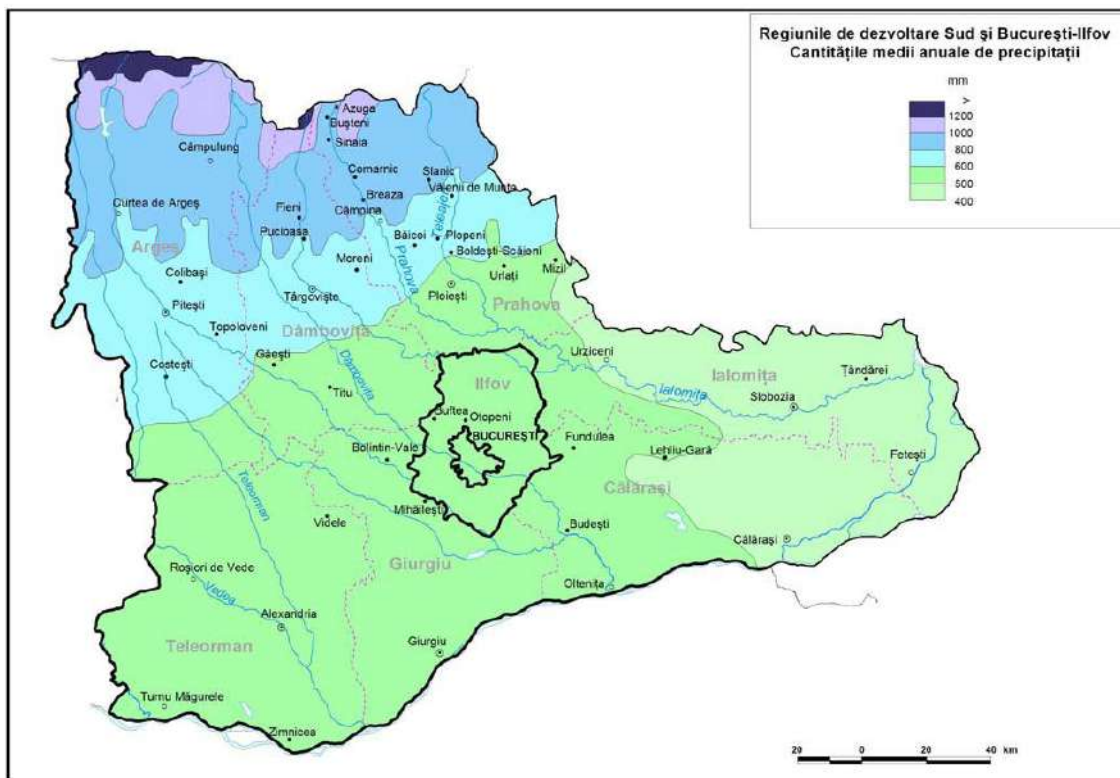 Regiunile de dezvoltare Sud şi Bucureşti-Ilfov
Cantităţile medii anuale de precipitaţii
mm
>
1200
1000
800
600
500
400
Azuga
Buşteni
Sinaia
Câmpulung
Comarnic
Slanic
Vălenii de Munte
Curtea de Argeş
Fieni
Breaza
Câmpina
Teleajen
Pucioasa
Băicoi
Plopeni
Argeş
Boldeşti-Scăieni
Colibaşi
Moreni
Prahova
Urlaţi
Mizil
Târgovişte
Ploieşti
Piteşti
Prahova
Topoloveni
Dâmboviţa
Costeşti
Găeşti
Dâmboviţa
Urziceni
Ialomiţa
Ţăndărei
Titu
Ilfov
Ialomiţa
Slobozia
Buftea
Otopeni
BUCUREŞTI
Fundulea
Bolintin-Vale
Lehliu-Gară
Feteşti
Teleorman
Călăraşi
Mihăileşti
Videle
Budeşti
Călăraşi
Giurgiu
Roşiori de Vede
Olteniţa
Vedea
Alexandria
Teleorman
Giurgiu
Turnu Măgurele
Zimnicea
20 0 20 40 km